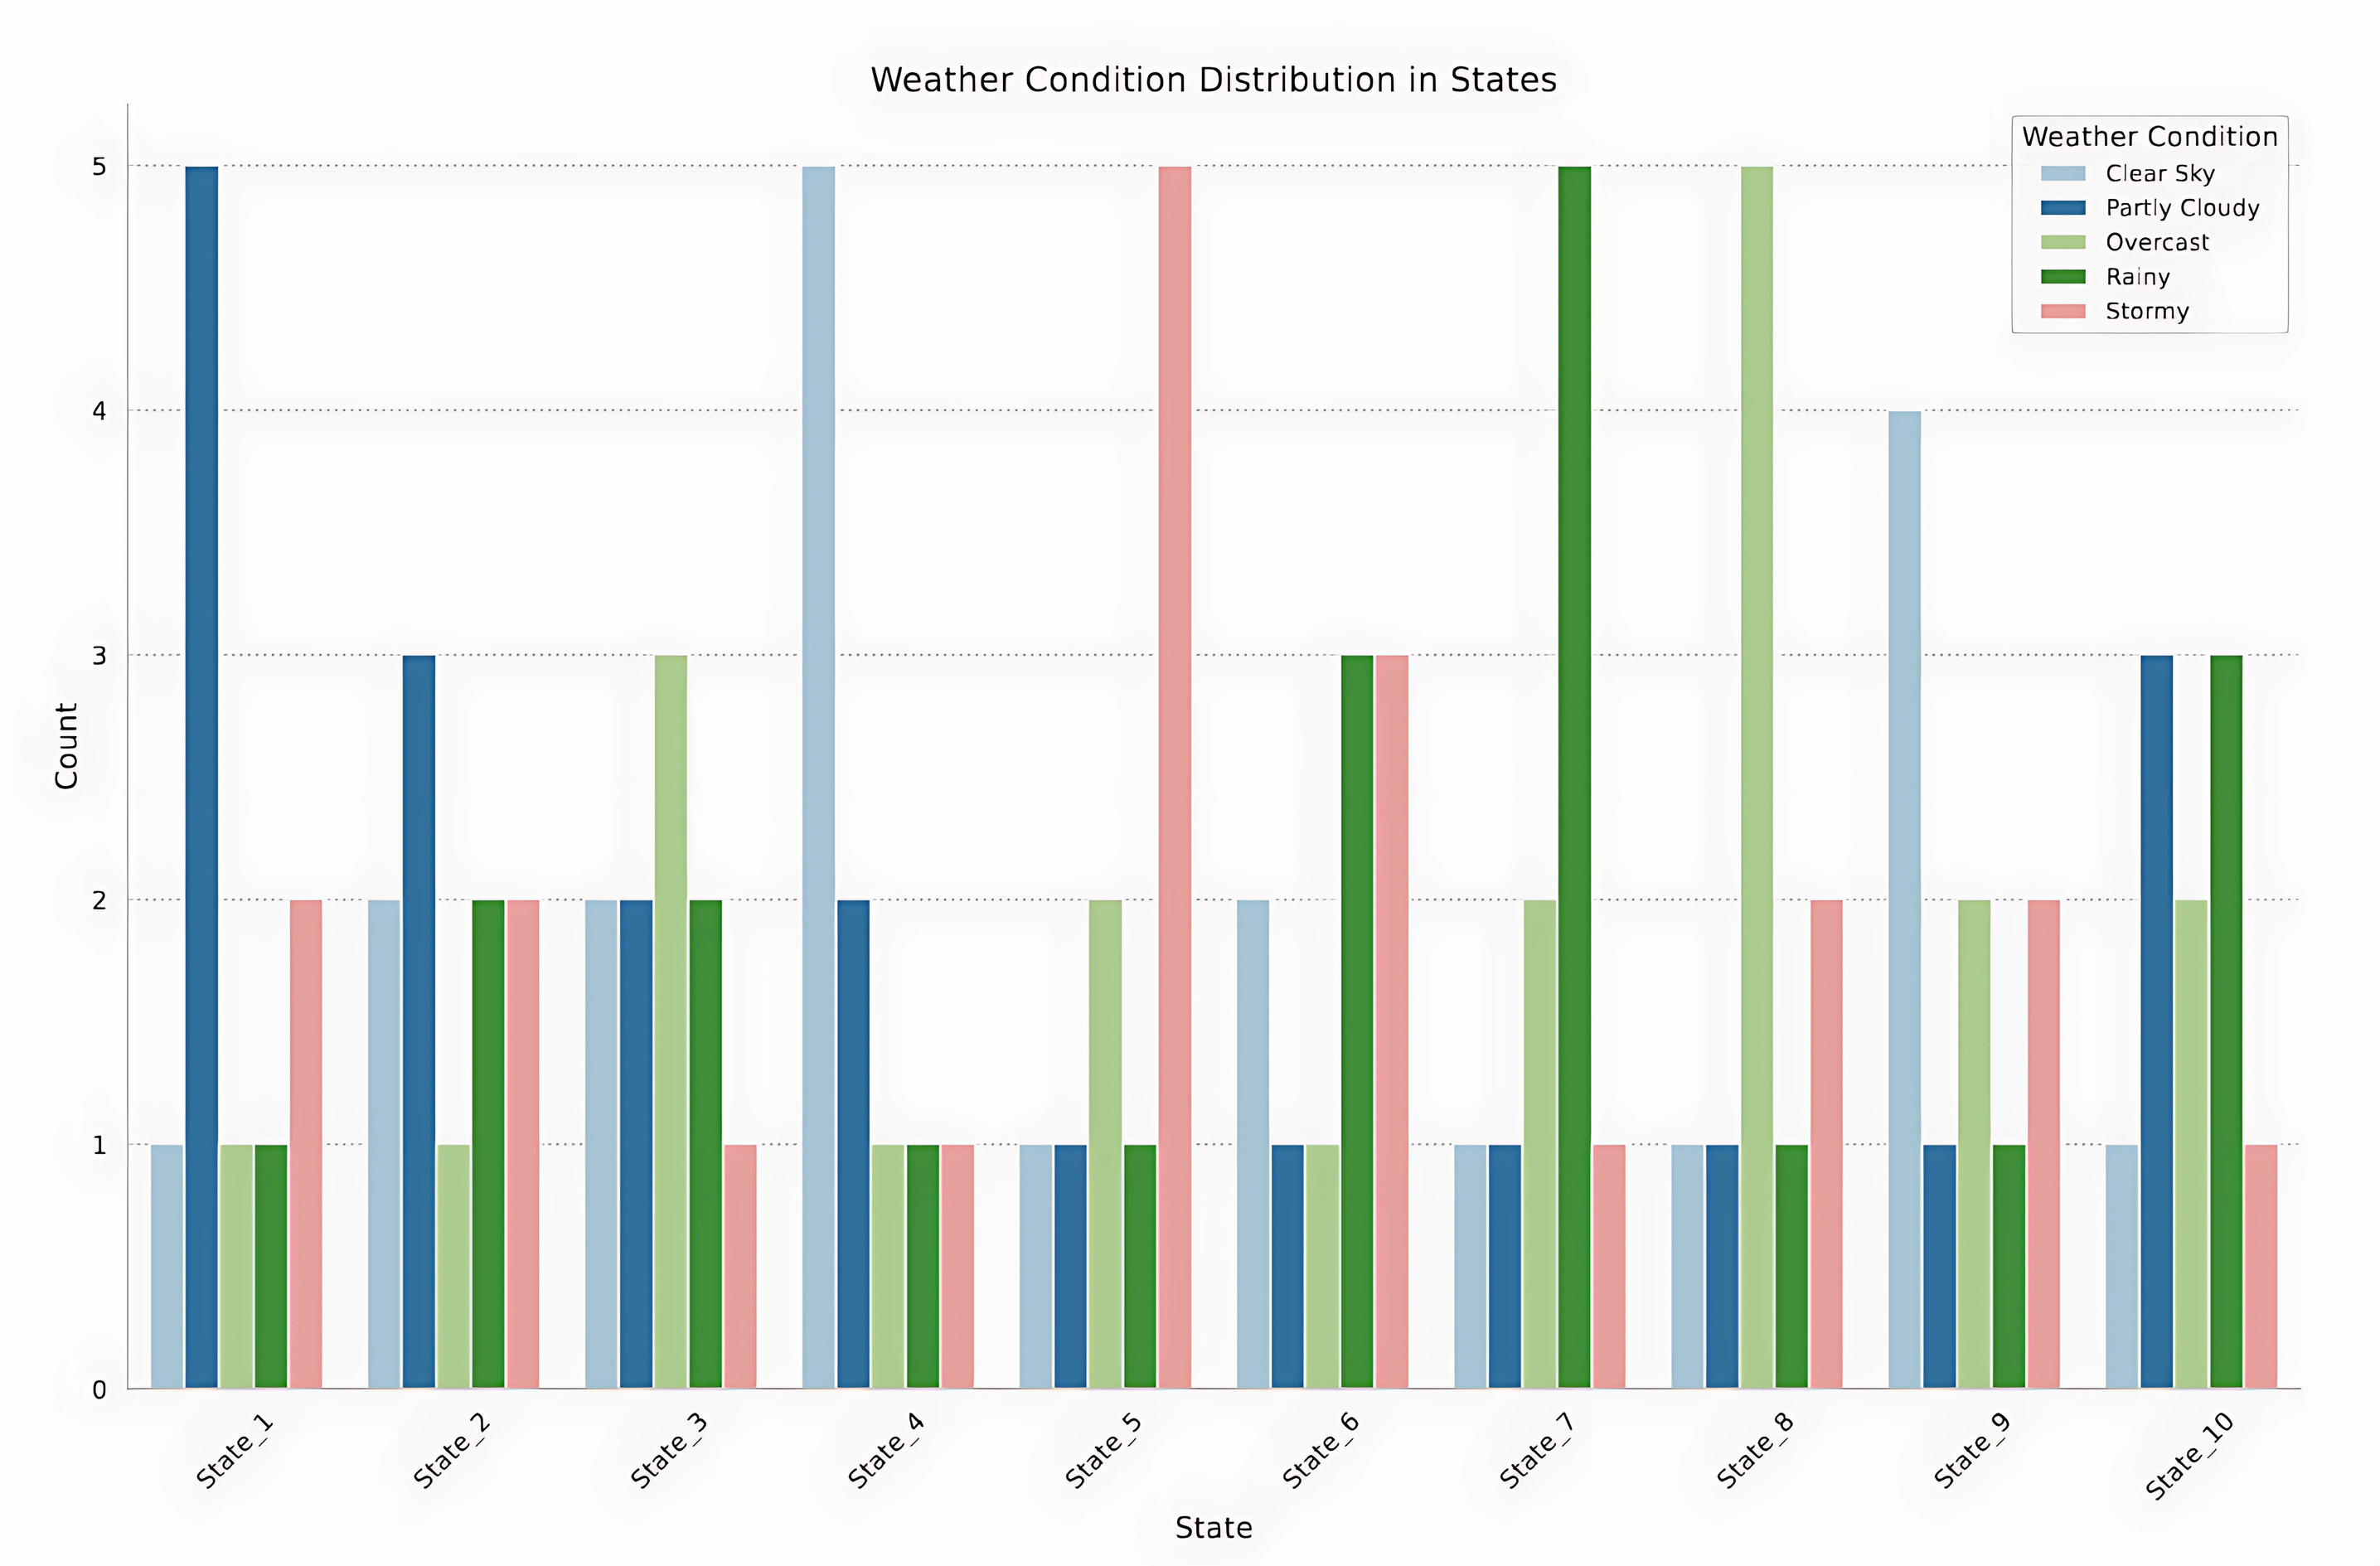 Weather Condition Distribution in States
Weather Condition
Clear Sky
Partly Cloudy
Overcast
Rainy
Stormy
Count
5
4
3
2
1
0
State_1
State_2
State_3
State_4
State_5
State_6
State_7
State_8
State_9
State_10
State